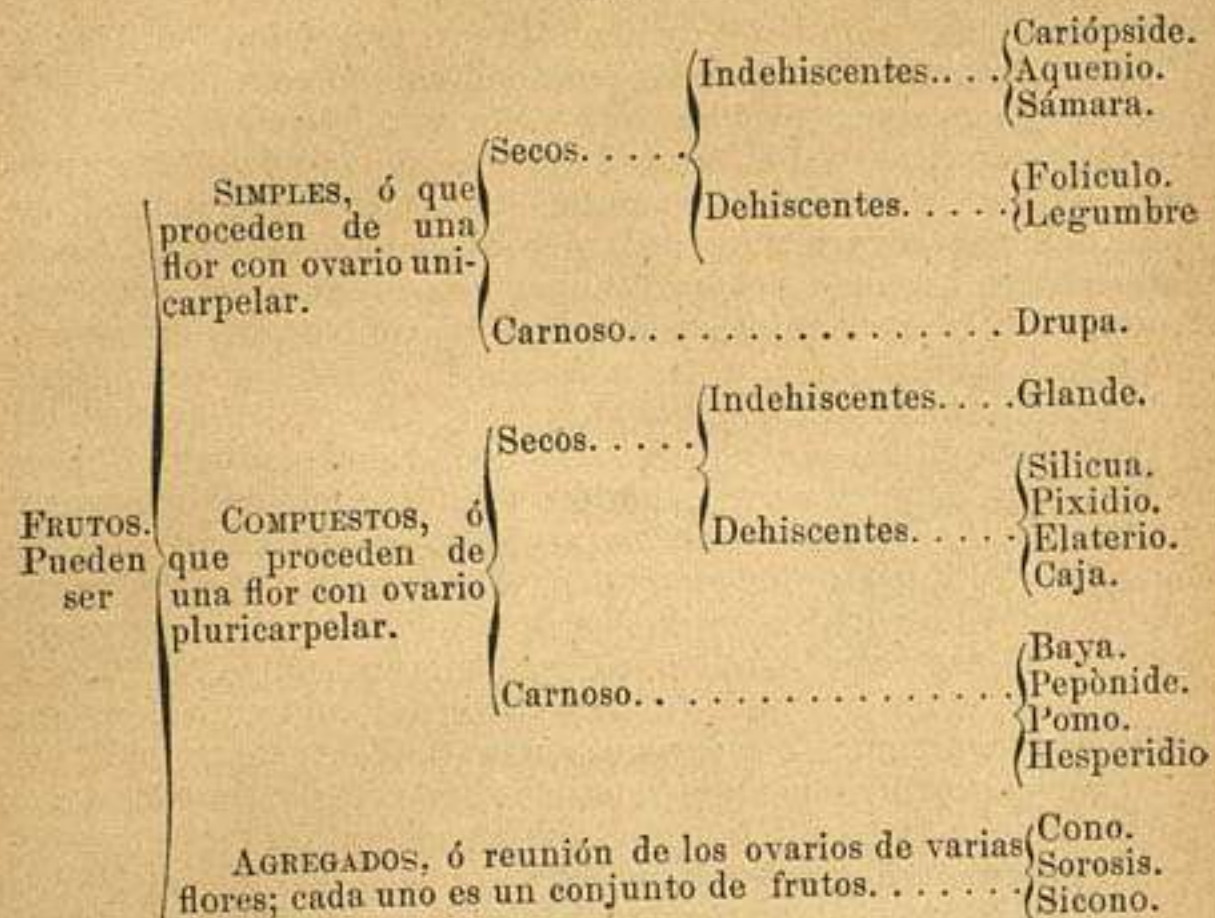 Cariópside.
Indehiscentes.. . . Aquenio.
Sámara.
Secos. . . . .
Dehiscentes. . . . . Foliculo.
Legumbre
SIMPLES, ó que
proceden de una
flor con ovario uni-
carpelar.
Carnoso. . . . . . . . . . . . . . . . Drupa.
Indehiscentes. . . .Glande.
Secos. . . . .
Silicua.
Pixidio.
Dehiscentes. . . . . Elaterio.
Caja.
FRUTOS.
Pueden
ser
COMPUESTOS, ó
que proceden de
una flor con ovario
pluricarpelar.
Baya.
Carnoso. . . . . . . . . . . . . . . . Pepònide.
Pomo.
Hesperidio
AGREGADOS, ó reunión de los ovarios de varias
flores; cada uno es un conjunto de frutos. . . . . . .
Cono.
Sorosis.
Sicono.